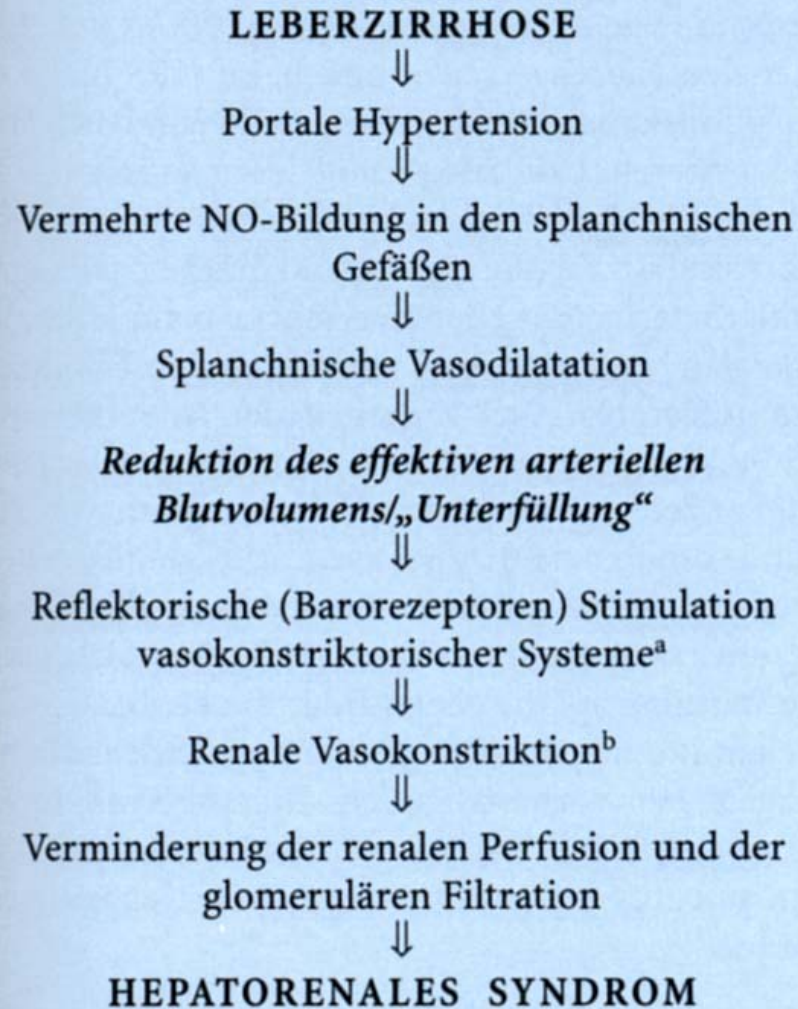 LEBERZIRRHOSE
⇓
Portale Hypertension
⇓
Vermehrte NO-Bildung in den splanchnischen
Gefäßen
⇓
Splanchnische Vasodilatation
⇓
Reduktion des effektiven arteriellen
Blutvolumens/„Unterfüllung“
⇓
Reflektorische (Barorezeptoren) Stimulation
vasokonstriktorischer Systemeᵃ
⇓
Renale Vasokonstriktionᵇ
⇓
Verminderung der renalen Perfusion und der
glomerulären Filtration
⇓
HEPATORENALES SYNDROM